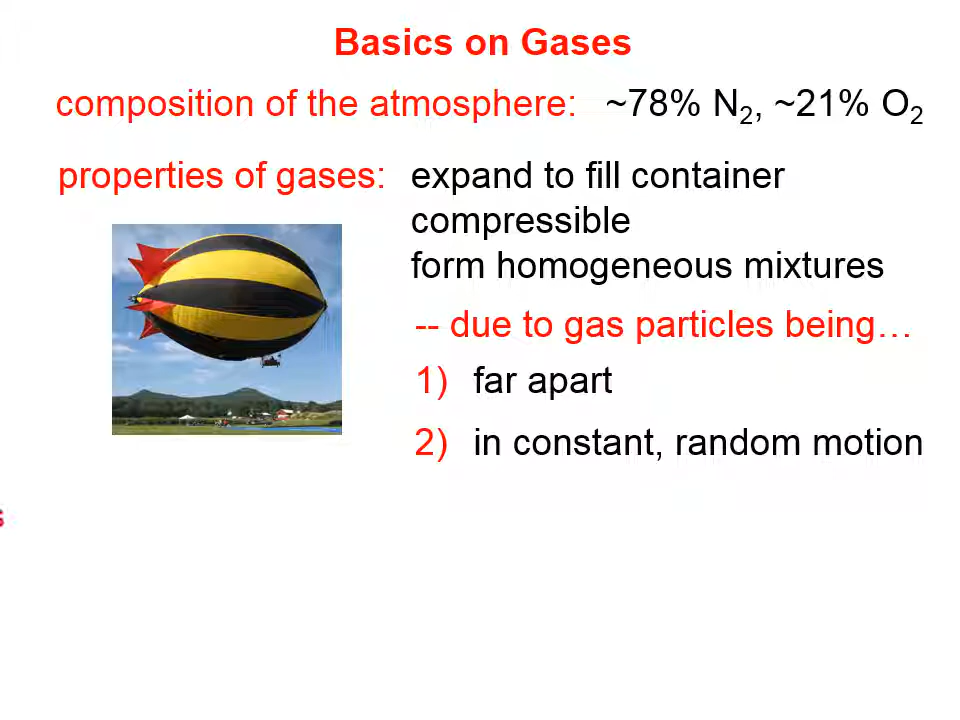 Basics on Gases
composition of the atmosphere: ~78% N₂, ~21% O₂
properties of gases: expand to fill container
compressible
form homogeneous mixtures
-- due to gas particles being…
1) far apart
2) in constant, random motion
s